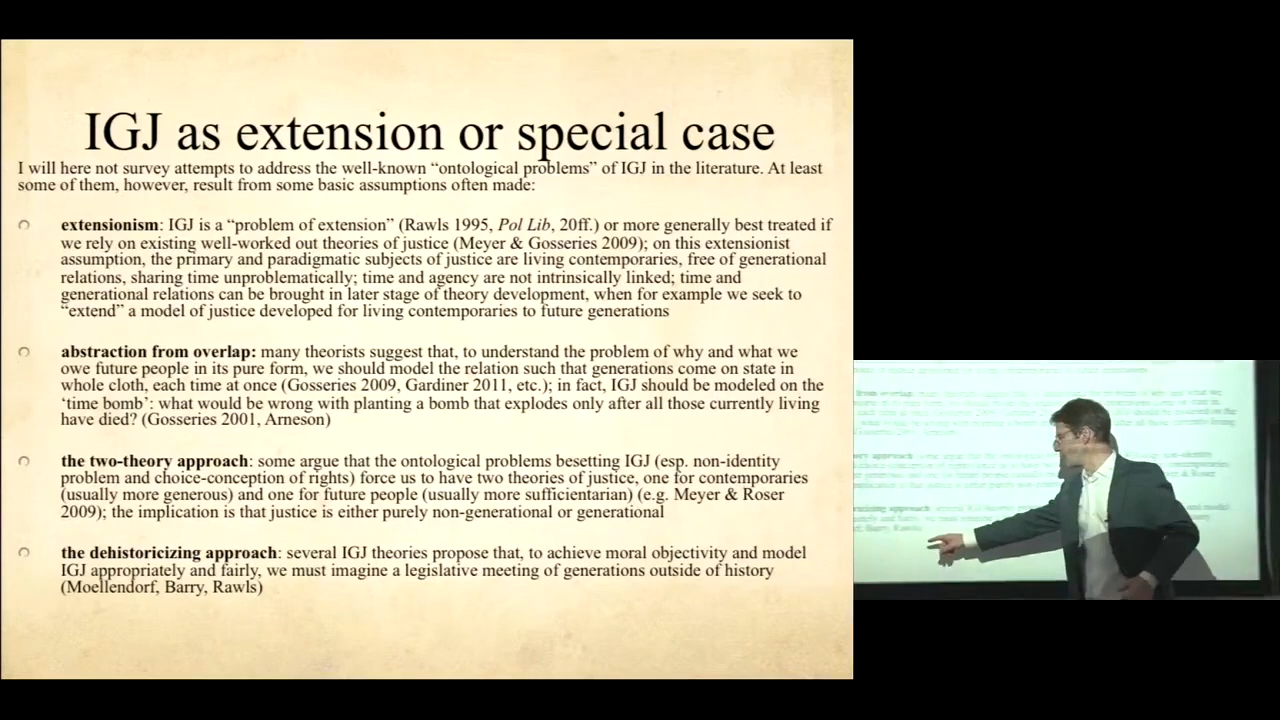 IGJ as extension or special case
I will here not survey attempts to address the well-known “ontological problems” of IGJ in the literature. At least
some of them, however, result from some basic assumptions often made:
extensionism: IGJ is a “problem of extension” (Rawls 1995, Pol Lib, 20ff.) or more generally best treated if
we rely on existing well-worked out theories of justice (Meyer & Gosseries 2009); on this extensionist
assumption, the primary and paradigmatic subjects of justice are living contemporaries, free of generational
relations, sharing time unproblematically; time and agency are not intrinsically linked; time and
generational relations can be brought in later stage of theory development, when for example we seek to
“extend” a model of justice developed for living contemporaries to future generations
abstraction from overlap: many theorists suggest that, to understand the problem of why and what we
owe future people in its pure form, we should model the relation such that generations come on state in
whole cloth, each time at once (Gosseries 2009, Gardiner 2011, etc.); in fact, IGJ should be modeled on the
‘time bomb’: what would be wrong with planting a bomb that explodes only after all those currently living
have died? (Gosseries 2001, Arneson)
the two-theory approach: some argue that the ontological problems besetting IGJ (esp. non-identity
problem and choice-conception of rights) force us to have two theories of justice, one for contemporaries
(usually more generous) and one for future people (usually more sufficientarian) (e.g. Meyer & Roser
2009); the implication is that justice is either purely non-generational or generational
the dehistoricizing approach: several IGJ theories propose that, to achieve moral objectivity and model
IGJ appropriately and fairly, we must imagine a legislative meeting of generations outside of history
(Moellendorf, Barry, Rawls)